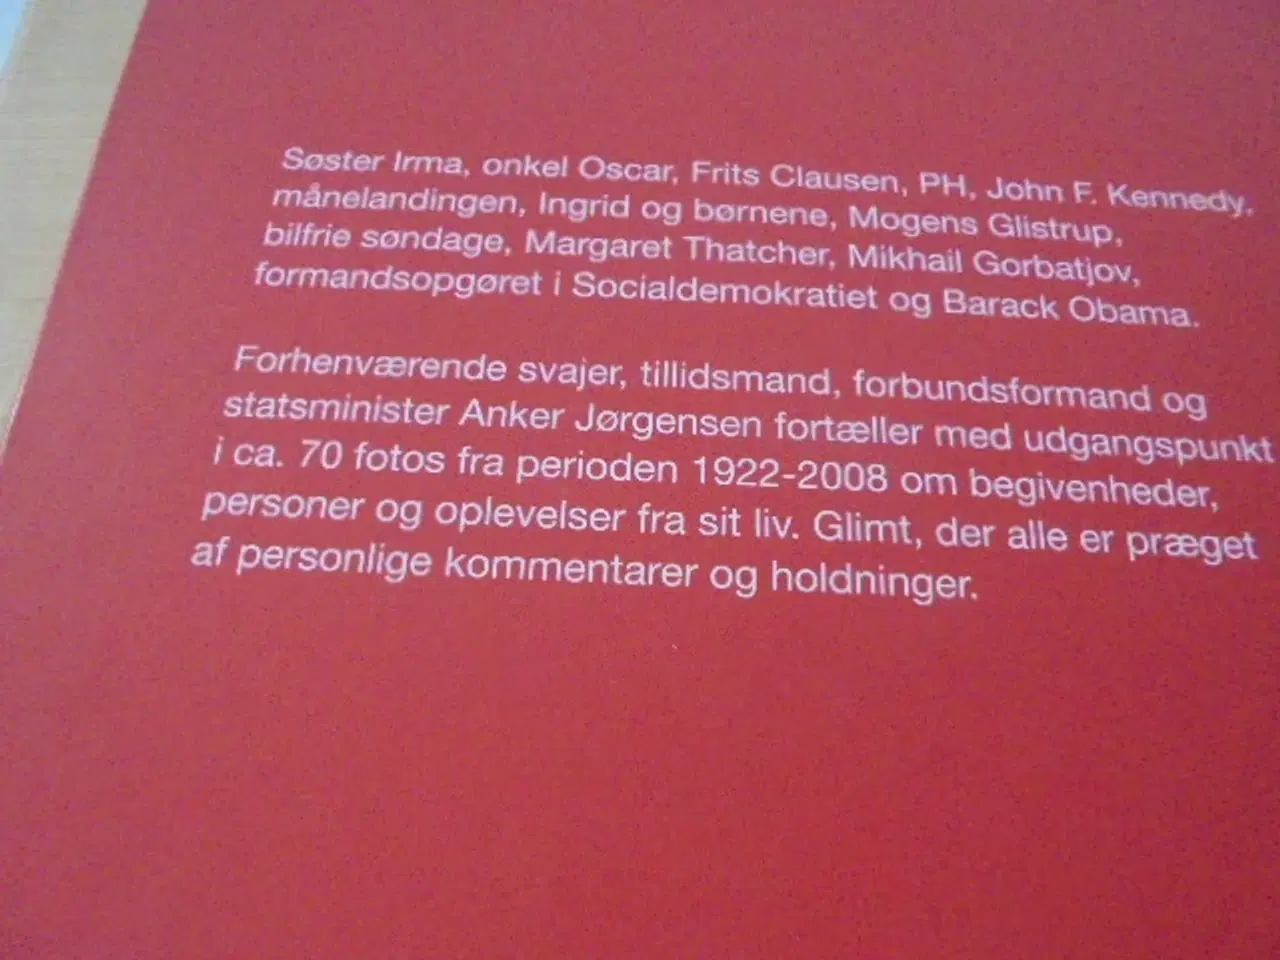 Søster Irma, onkel Oscar, Frits Clausen, PH, John F. Kennedy,
månelandingen, Ingrid og børnene, Mogens Glistrup,
bilfrie søndage, Margaret Thatcher, Mikhail Gorbatjov,
formandsopgøret i Socialdemokratiet og Barack Obama.
Forhenværende svajer, tillidsmand, forbundsformand og
statsminister Anker Jørgensen fortæller med udgangspunkt
i ca. 70 fotos fra perioden 1922-2008 om begivenheder,
personer og oplevelser fra sit liv. Glimt, der alle er præget
af personlige kommentarer og holdninger.